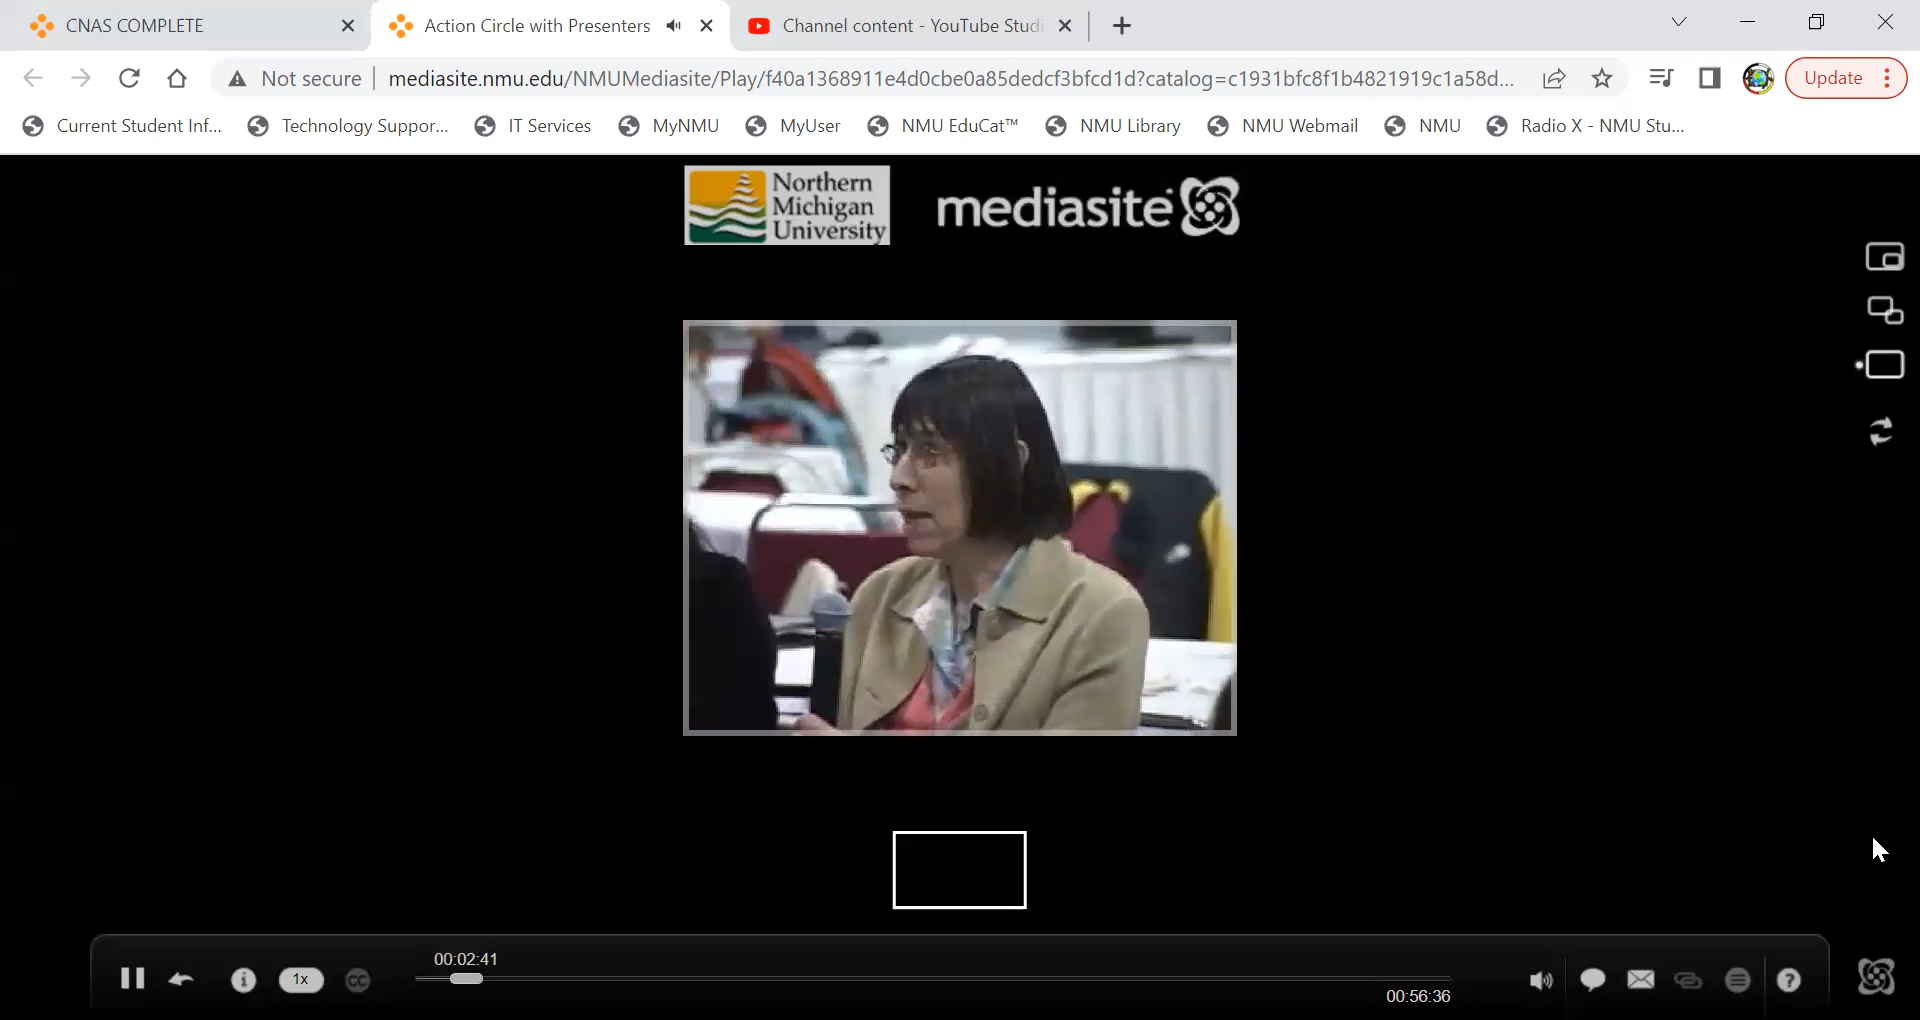 CNAS COMPLETE
Action Circle with Presenters
Channel content - YouTube Studi
Not secure
mediasite.nmu.edu/NMUMediasite/Play/f40a1368911e4d0cbe0a85dedcf3bfcd1d?catalog=c1931bfc8f1b4821919c1a58d...
Update
Current Student Inf...
Technology Suppor...
IT Services
MyNMU
MyUser
NMU EduCat™
NMU Library
NMU Webmail
NMU
Radio X - NMU Stu...
Northern
Michigan
University
mediasite
00:02:41
1x
CC
00:56:36